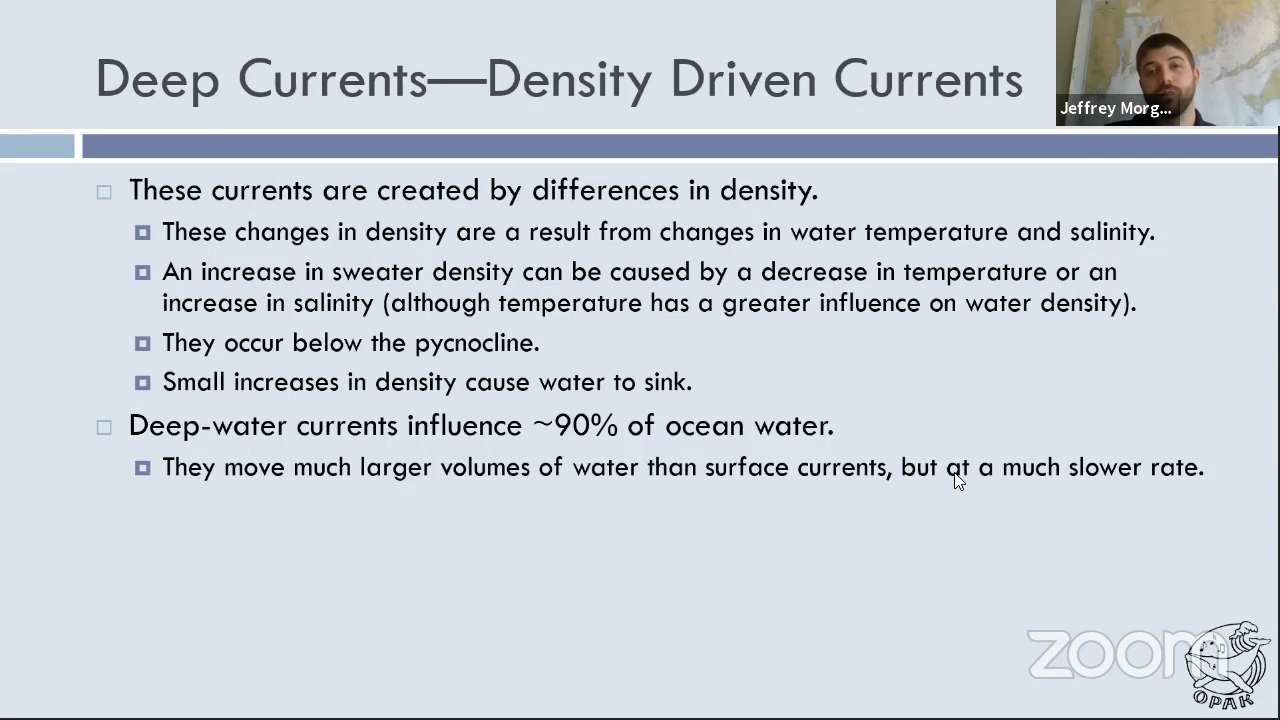 Deep Currents—Density Driven Currents
Jeffrey Morg...
These currents are created by differences in density.
These changes in density are a result from changes in water temperature and salinity.
An increase in sweater density can be caused by a decrease in temperature or an
increase in salinity (although temperature has a greater influence on water density).
They occur below the pycnocline.
Small increases in density cause water to sink.
Deep-water currents influence ~90% of ocean water.
They move much larger volumes of water than surface currents, but at a much slower rate.
zoom
OPAK